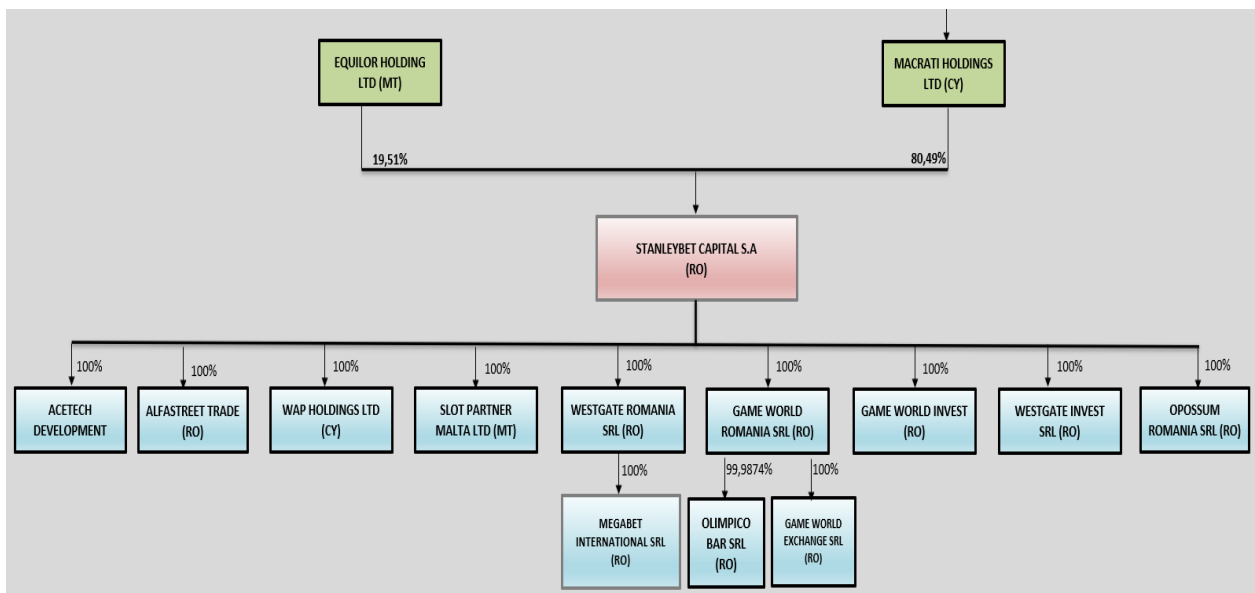 EQUILOR HOLDING
LTD (MT)
MACRATI HOLDINGS
LTD (CY)
19,51%
80,49%
STANLEYBET CAPITAL S.A
(RO)
100%
100%
100%
100%
100%
100%
100%
100%
100%
ACETECH
DEVELOPMENT
ALFASTREET TRADE
(RO)
WAP HOLDINGS LTD
(CY)
SLOT PARTNER
MALTA LTD (MT)
WESTGATE ROMANIA
SRL (RO)
GAME WORLD
ROMANIA SRL (RO)
GAME WORLD INVEST
(RO)
WESTGATE INVEST
SRL (RO)
OPOSSUM
ROMANIA SRL (RO)
100%
99,9874%
100%
MEGABET
INTERNATIONAL SRL
(RO)
OLIMPICO
BAR SRL
(RO)
GAME WORLD
EXCHANGE SRL
(RO)